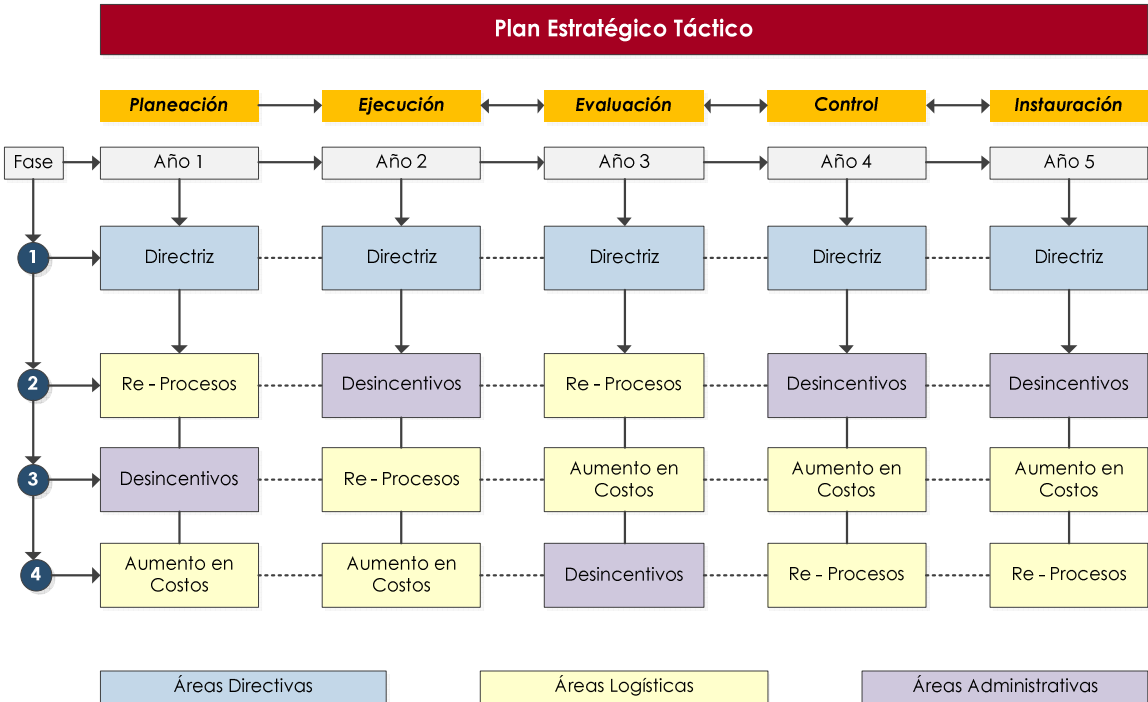 Plan Estratégico Táctico
Planeación
Ejecución
Evaluación
Control
Instauración
Fase
Año 1
Año 2
Año 3
Año 4
Año 5
1
Directriz
Directriz
Directriz
Directriz
Directriz
2
Re - Procesos
Desincentivos
Re - Procesos
Desincentivos
Desincentivos
3
Desincentivos
Re - Procesos
Aumento en
Costos
Aumento en
Costos
Aumento en
Costos
4
Aumento en
Costos
Aumento en
Costos
Desincentivos
Re - Procesos
Re - Procesos
Áreas Directivas
Áreas Logísticas
Áreas Administrativas